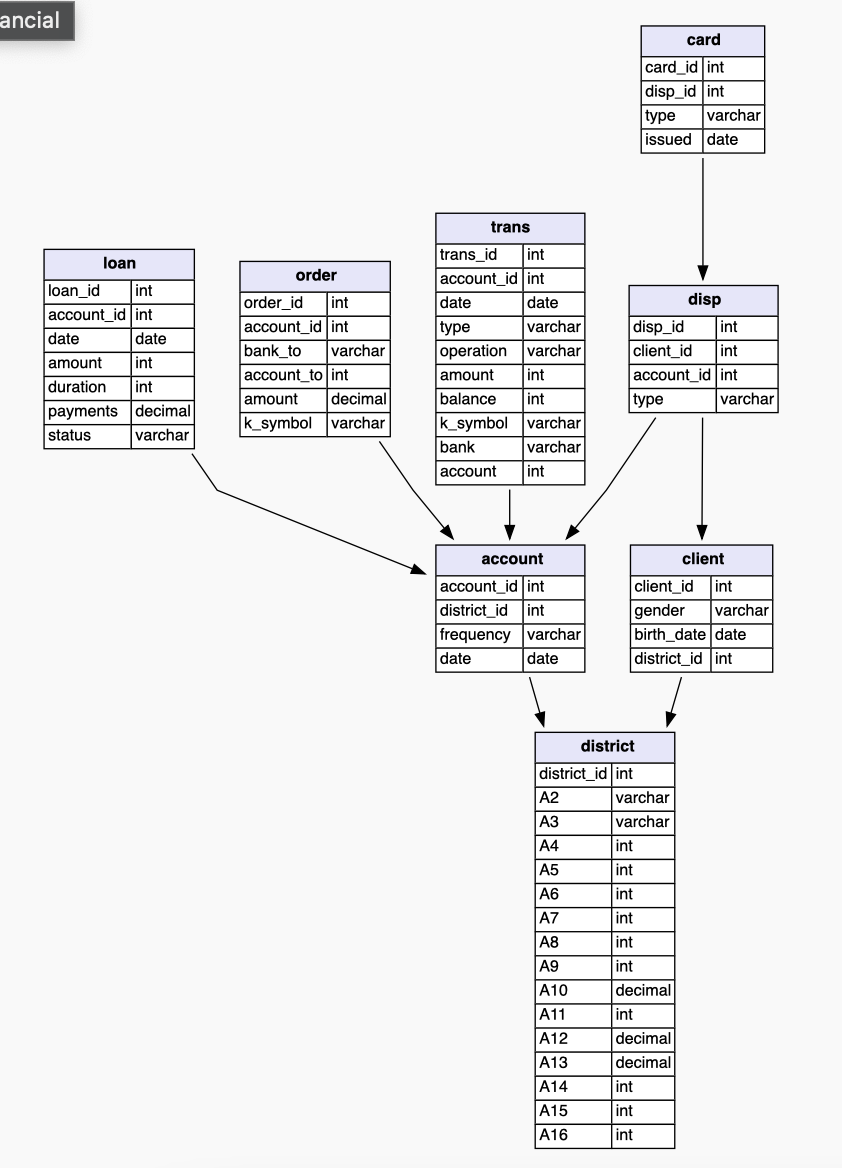 ancial
card
card_id int
disp_id int
type varchar
issued date
loan
loan_id int
account_id int
date date
amount int
duration int
payments decimal
status varchar
order
order_id int
account_id int
bank_to varchar
account_to int
amount decimal
k_symbol varchar
trans
trans_id int
account_id int
date date
type varchar
operation varchar
amount int
balance int
k_symbol varchar
bank varchar
account int
disp
disp_id int
client_id int
account_id int
type varchar
account
account_id int
district_id int
frequency varchar
date date
client
client_id int
gender varchar
birth_date date
district_id int
district
district_id int
A2 varchar
A3 varchar
A4 int
A5 int
A6 int
A7 int
A8 int
A9 int
A10 decimal
A11 int
A12 decimal
A13 decimal
A14 int
A15 int
A16 int